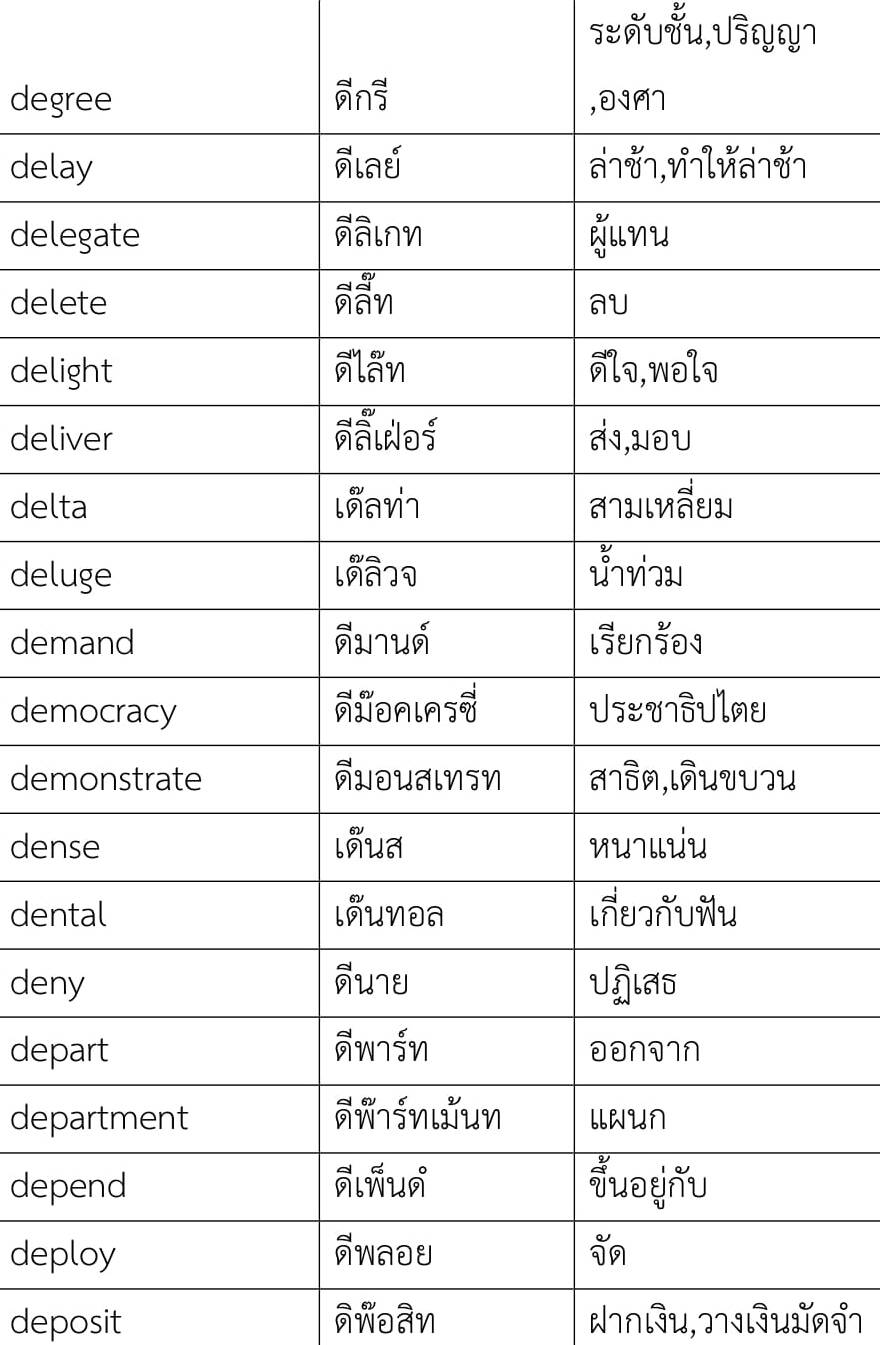 ระดับชั้น,ปริญญา
degree ดีกรี ,องศา
delay ดีเลย์ ล่าช้า,ทำให้ล่าช้า
delegate ดีลิเกท ผู้แทน
delete ดีลี๊ท ลบ
delight ดีไล๊ท ดีใจ,พอใจ
deliver ดีลิ๊เฝ่อร์ ส่ง,มอบ
delta เด๊ลท่า สามเหลี่ยม
deluge เด๊ลิวจ น้ำท่วม
demand ดีมานด์ เรียกร้อง
democracy ดีม๊อคเครซี่ ประชาธิปไตย
demonstrate ดีมอนสเทรท สาธิต,เดินขบวน
dense เด๊นส หนาแน่น
dental เด๊นทอล เกี่ยวกับฟัน
deny ดีนาย ปฏิเสธ
depart ดีพาร์ท ออกจาก
department ดีพ๊าร์ทเม้นท แผนก
depend ดีเพ็นดํ ขึ้นอยู่กับ
deploy ดีพลอย จัด
deposit ดิพ๊อสิท ฝากเงิน,วางเงินมัดจำ